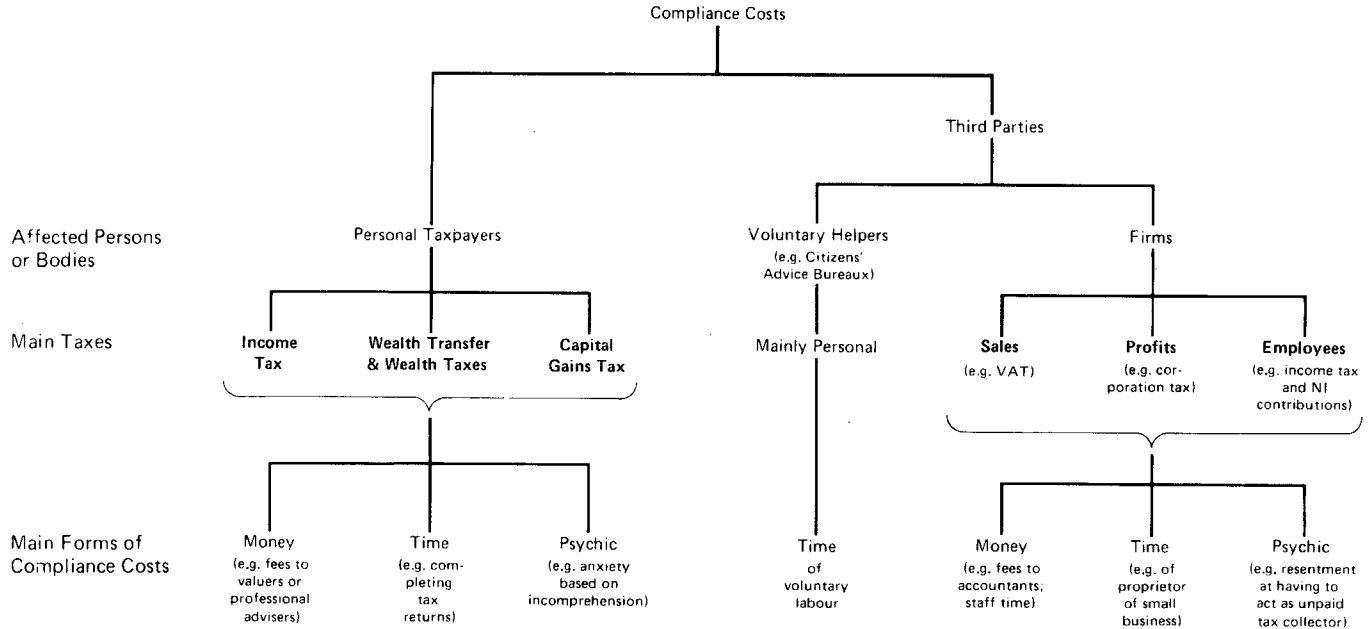 Compliance Costs
Third Parties
Affected Persons
or Bodies
Personal Taxpayers
Voluntary Helpers
(e.g. Citizens'
Advice Bureaux)
Firms
Main Taxes
Income
Tax
Wealth Transfer
& Wealth Taxes
Capital
Gains Tax
Mainly Personal
Sales
(e.g. VAT)
Profits
(e.g. cor-
poration tax)
Employees
(e.g. income tax
and NI
contributions)
Main Forms of
Compliance Costs
Money
(e.g. fees to
valuers or
professional
advisers)
Time
(e.g. com-
pleting
tax
returns)
Psychic
(e.g. anxiety
based on
incomprehension)
Time
of
voluntary
labour
Money
(e.g. fees to
accountants;
staff time)
Time
(e.g. of
proprietor
of small
business)
Psychic
(e.g. resentment
at having to
act as unpaid
tax collector)